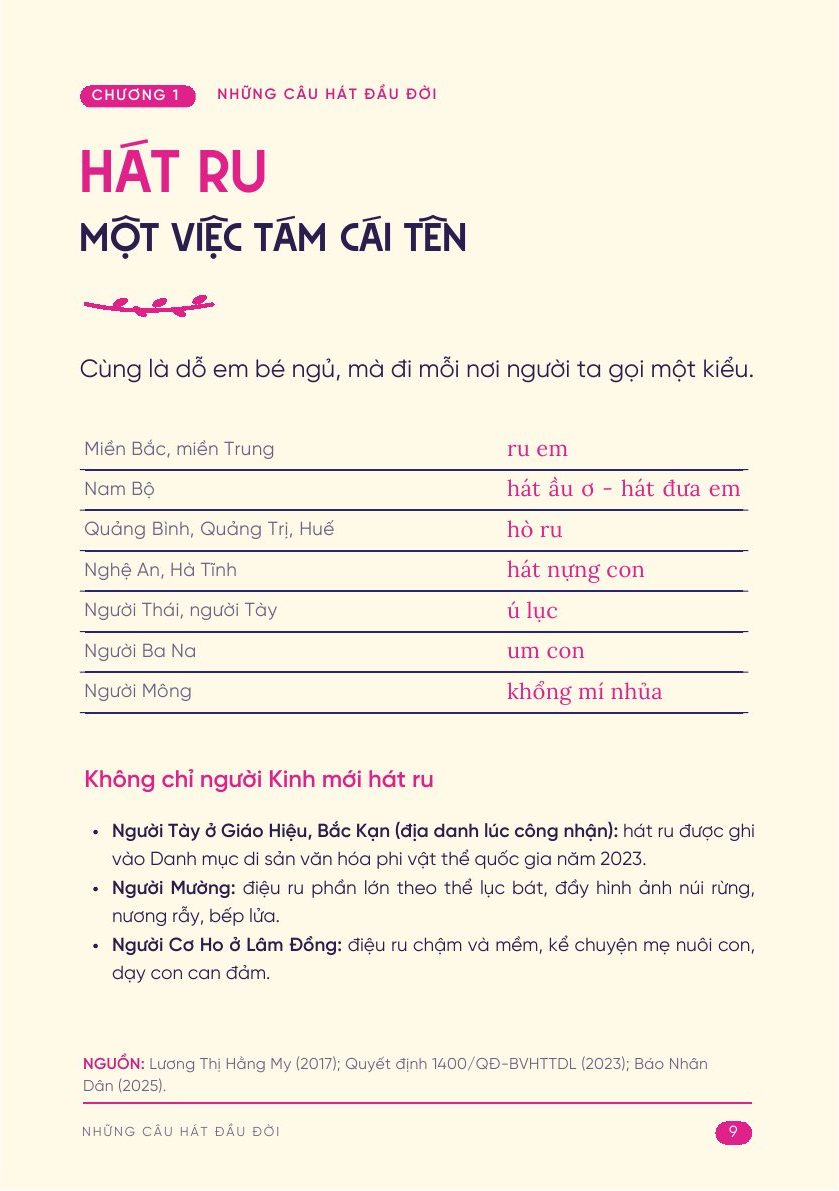 CHƯƠNG 1 NHỮNG CÂU HÁT ĐẦU ĐỜI
HÁT RU
MỘT VIỆC TÁM CÁI TÊN
Cùng là dỗ em bé ngủ, mà đi mỗi nơi người ta gọi một kiểu.
Miền Bắc, miền Trung ru em
Nam Bộ hát ầu ơ - hát đưa em
Quảng Bình, Quảng Trị, Huế hò ru
Nghệ An, Hà Tĩnh hát nựng con
Người Thái, người Tày ú lục
Người Ba Na um con
Người Mông khổng mí nhủa
Không chỉ người Kinh mới hát ru
• Người Tày ở Giáo Hiệu, Bắc Kạn (địa danh lúc công nhận): hát ru được ghi
vào Danh mục di sản văn hóa phi vật thể quốc gia năm 2023.
• Người Mường: điệu ru phần lớn theo thể lục bát, đầy hình ảnh núi rừng,
nương rẫy, bếp lửa.
• Người Cơ Ho ở Lâm Đồng: điệu ru chậm và mềm, kể chuyện mẹ nuôi con,
dạy con can đảm.
NGUỒN: Lương Thị Hằng My (2017); Quyết định 1400/QĐ-BVHTTDL (2023); Báo Nhân
Dân (2025).
NHỮNG CÂU HÁT ĐẦU ĐỜI 9